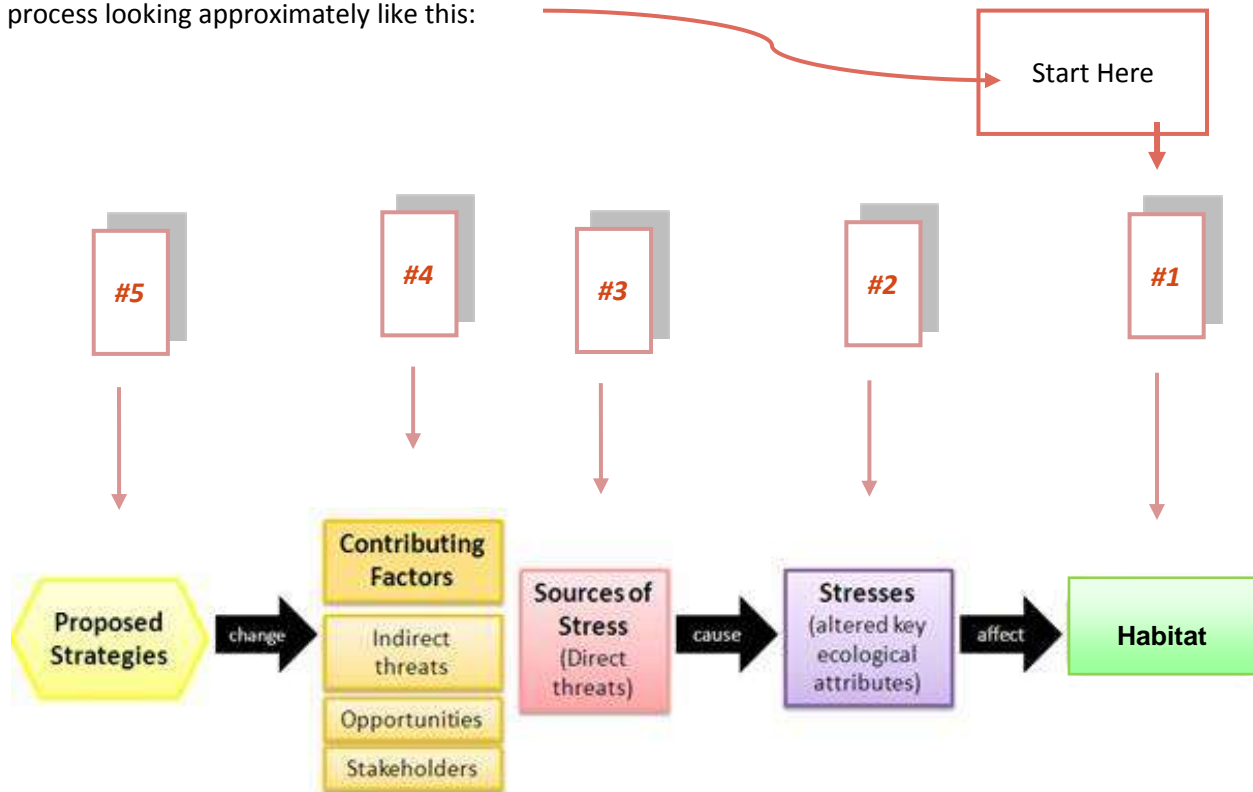 process looking approximately like this:
Start Here
#5
#4
#3
#2
#1
Proposed
Strategies
change
Contributing
Factors
Indirect
threats
Opportunities
Stakeholders
Sources of
Stress
(Direct
threats)
cause
Stresses
(altered key
ecological
attributes)
affect
Habitat